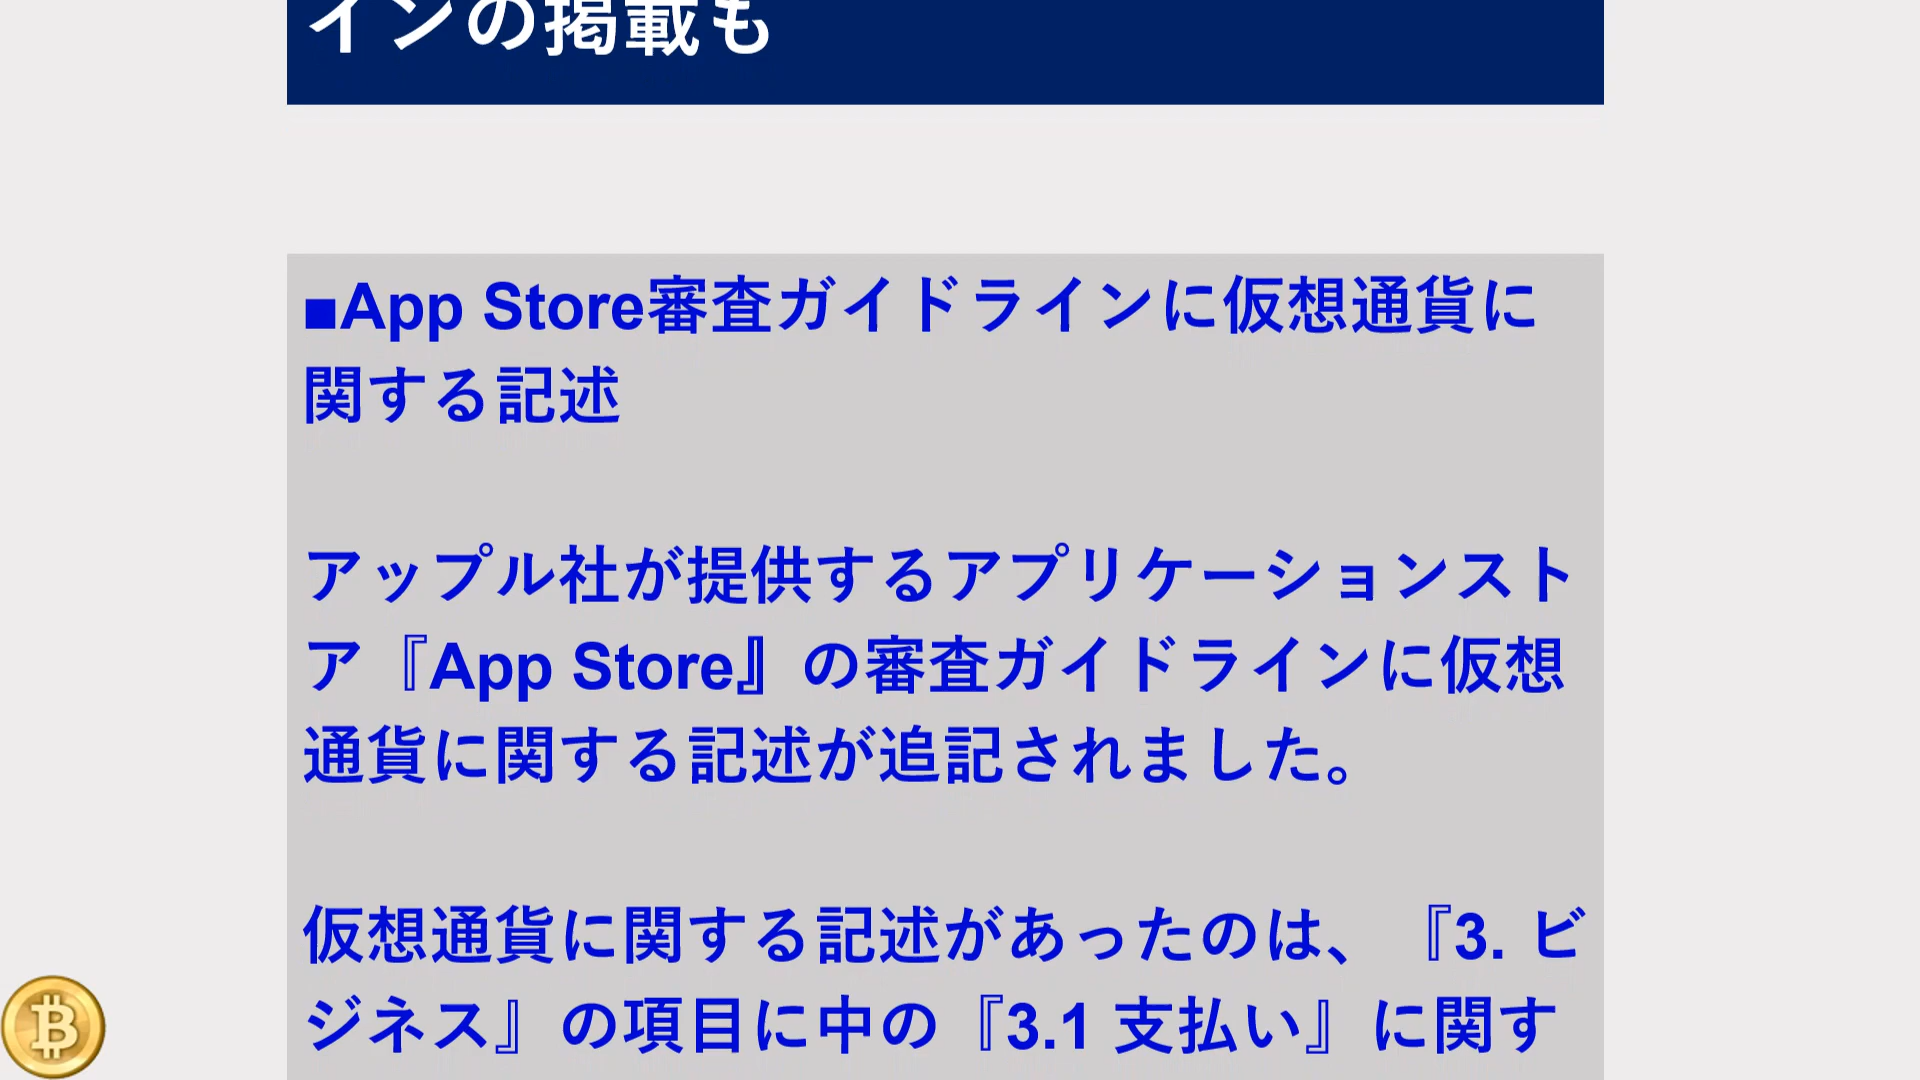 インの掲載も
■App Store審査ガイドラインに仮想通貨に
関する記述
アップル社が提供するアプリケーションスト
ア『App Store』の審査ガイドラインに仮想
通貨に関する記述が追記されました。
仮想通貨に関する記述があったのは、『3. ビ
ジネス』の項目に中の『3.1 支払い』に関す